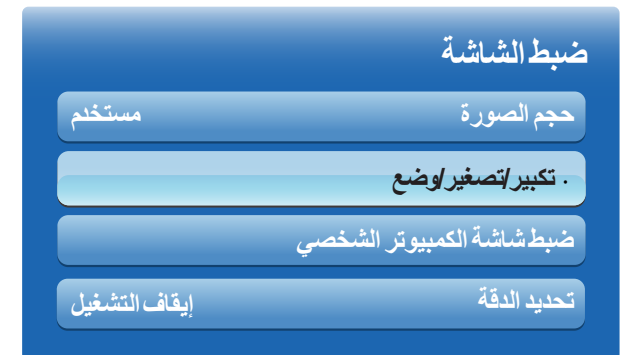 ضبط الشاشة
حجم الصورة مستخدم
· تكبير/تصغير/وضع
ضبط شاشة الكمبيوتر الشخصي
تحديد الدقة إيقاف التشغيل